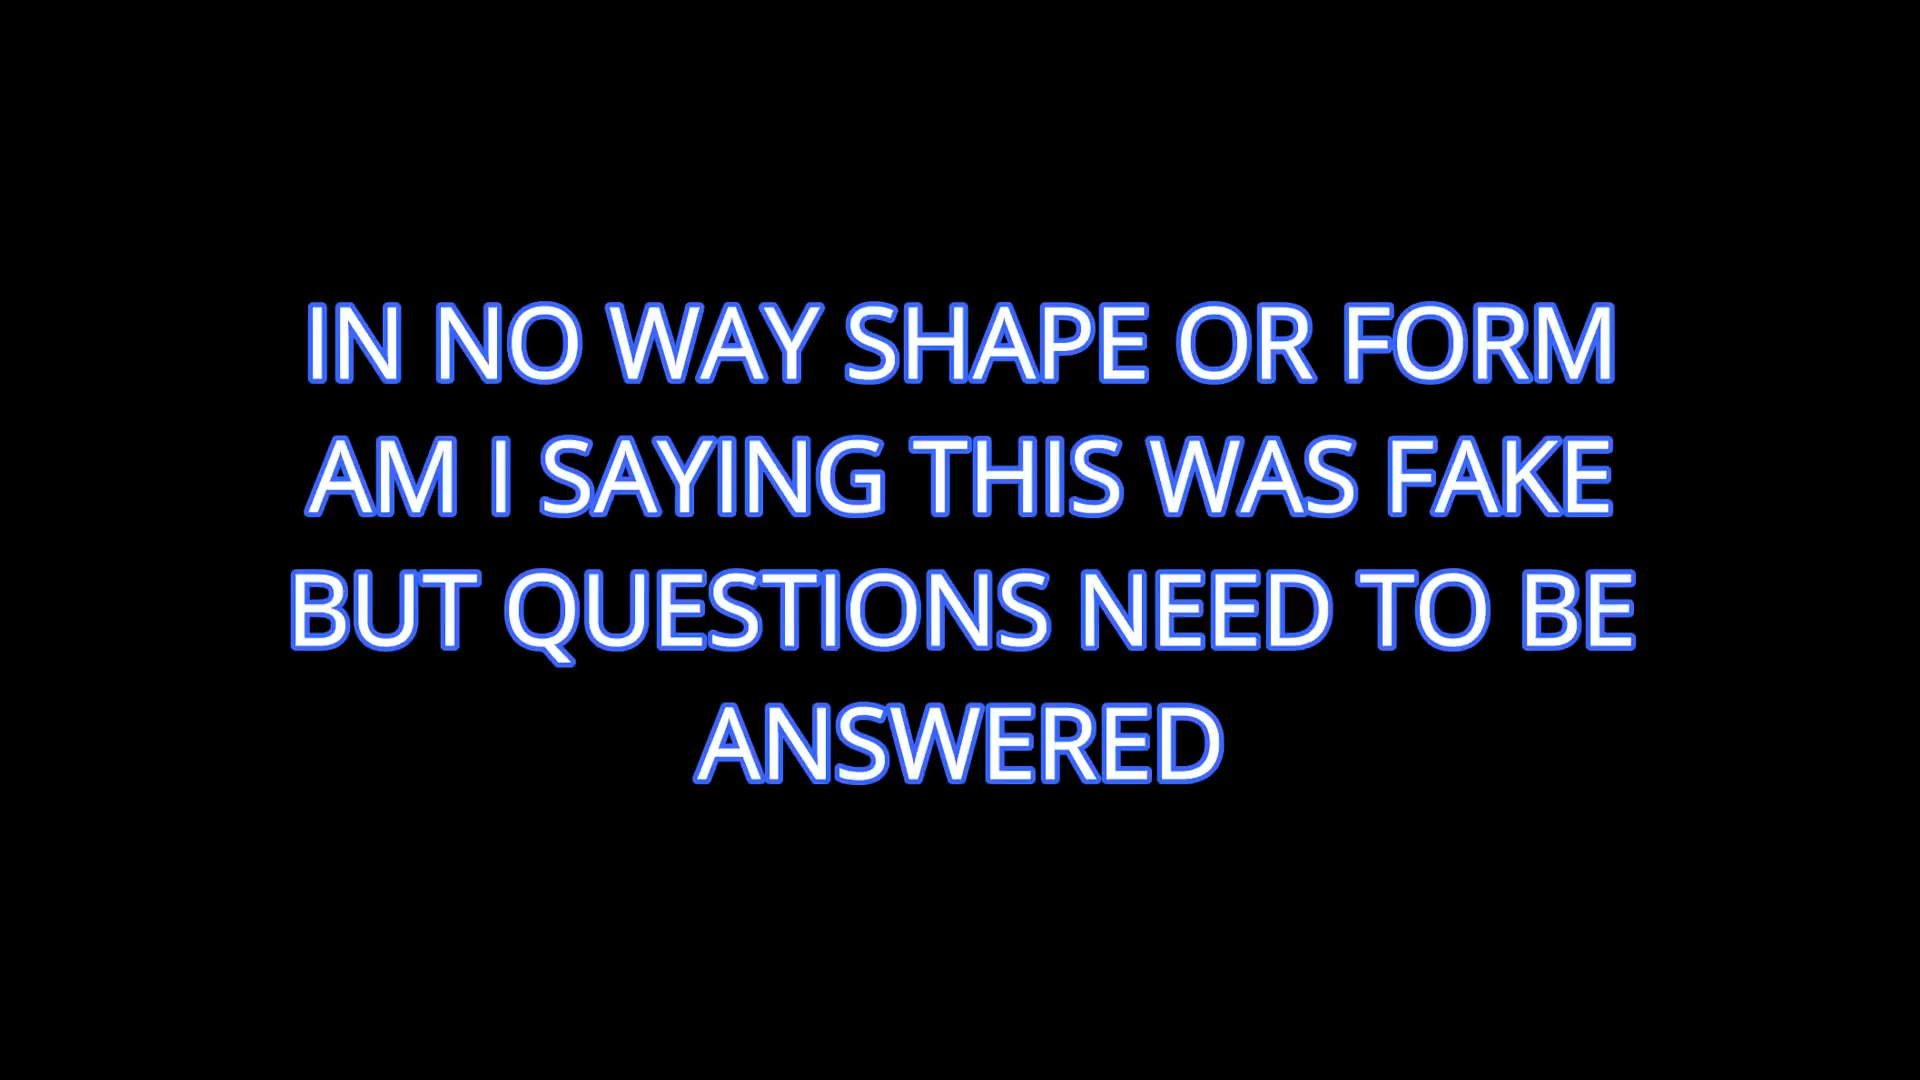 IN NO WAY SHAPE OR FORM
AM I SAYING THIS WAS FAKE
BUT QUESTIONS NEED TO BE
ANSWERED